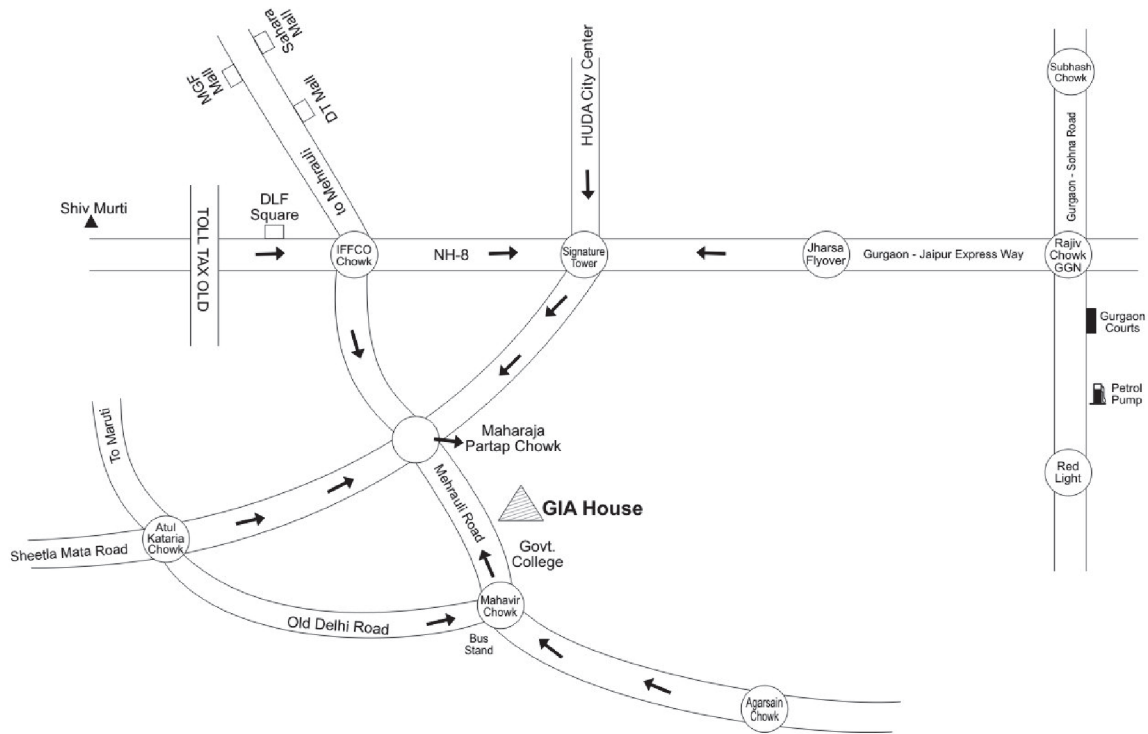 Sahara
Mall
MGF
Mall
DT Mall
to Mehrauli
HUDA City Center
Subhash
Chowk
Gurgaon - Sohna Road
Shiv Murti
TOLL TAX OLD
DLF
Square
IFFCO
Chowk
NH-8
Signature
Tower
Jharsa
Flyover
Gurgaon - Jaipur Express Way
Rajiv
Chowk
GGN
Gurgaon
Courts
Petrol
Pump
Red
Light
To Maruti
Maharaja
Partap Chowk
Mehrauli Road
GIA House
Govt.
College
Atul
Kataria
Chowk
Sheetla Mata Road
Old Delhi Road
Mahavir
Chowk
Bus
Stand
Agarsain
Chowk